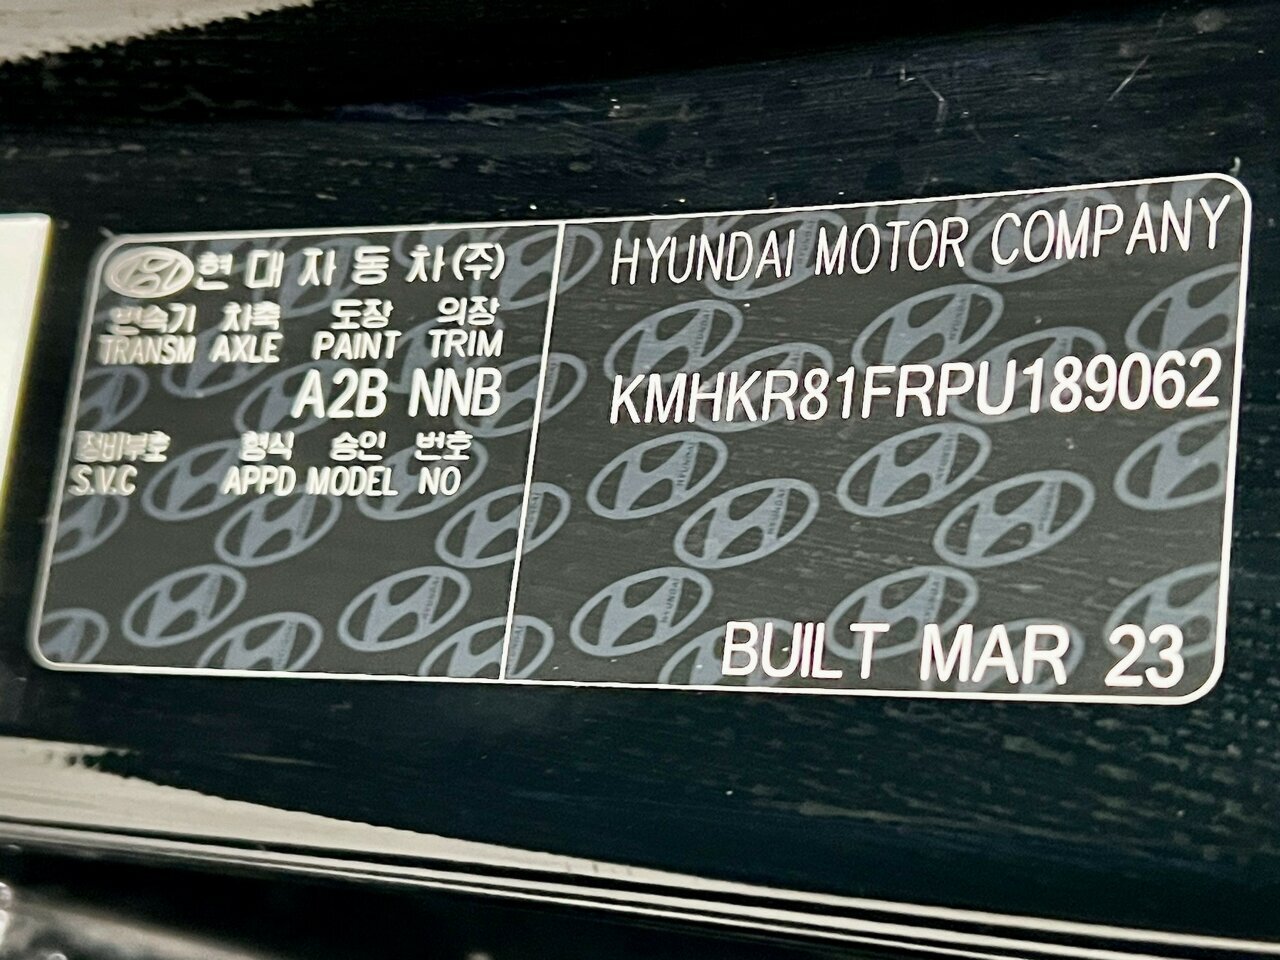 현대자동차(주)
변속기 차축 도장 의장
TRANSM AXLE PAINT TRIM
A2B NNB
정비부호 형식 승인 번호
S.V.C APPD MODEL NO
HYUNDAI MOTOR COMPANY
KMHKR81FRPU189062
BUILT MAR 23